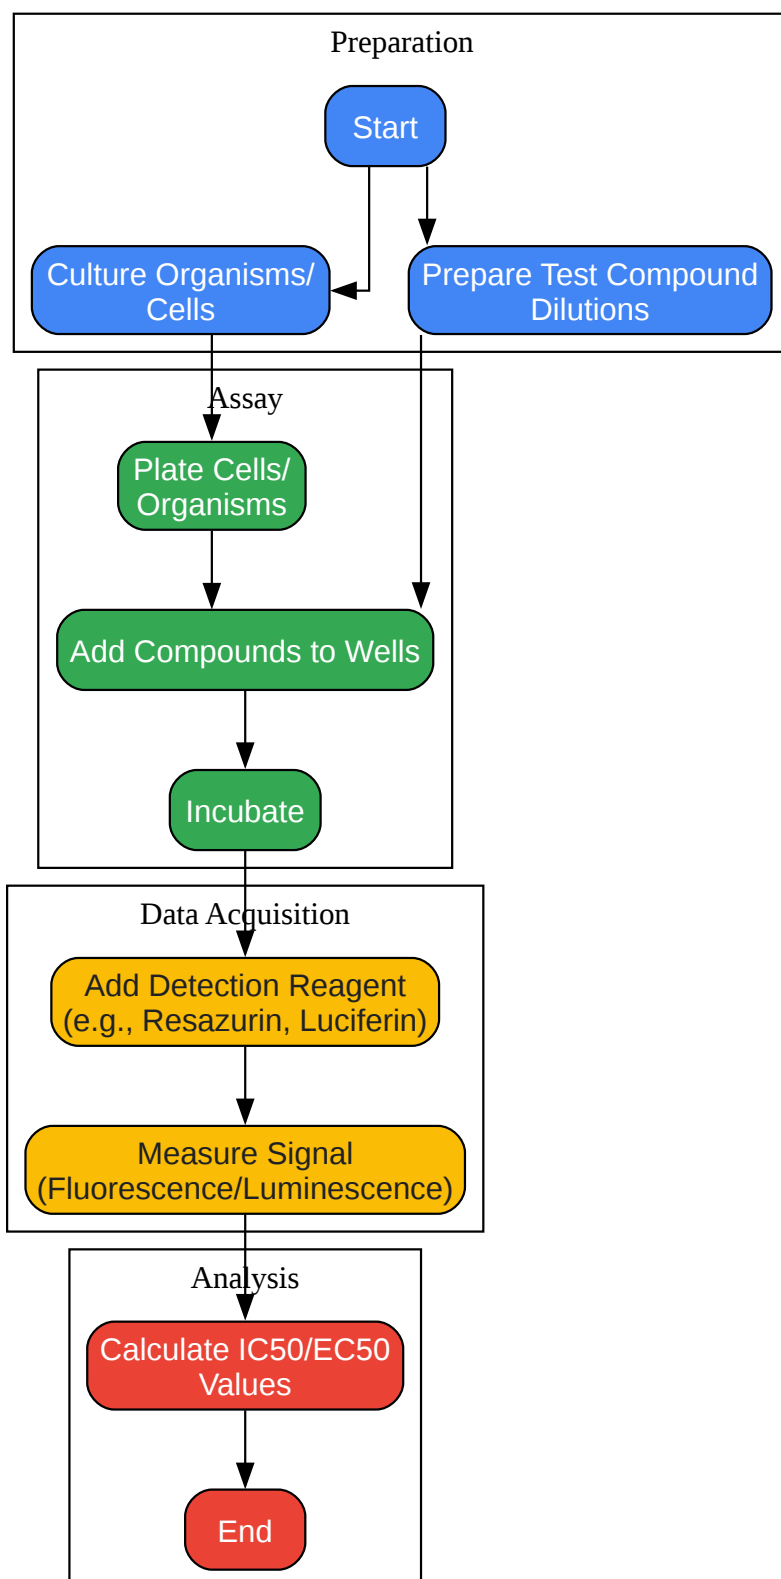 Preparation
Start
Culture Organisms/
Cells
Prepare Test Compound
Dilutions
Assay
Plate Cells/
Organisms
Add Compounds to Wells
Incubate
Data Acquisition
Add Detection Reagent
(e.g., Resazurin, Luciferin)
Measure Signal
(Fluorescence/Luminescence)
Analysis
Calculate IC50/EC50
Values
End